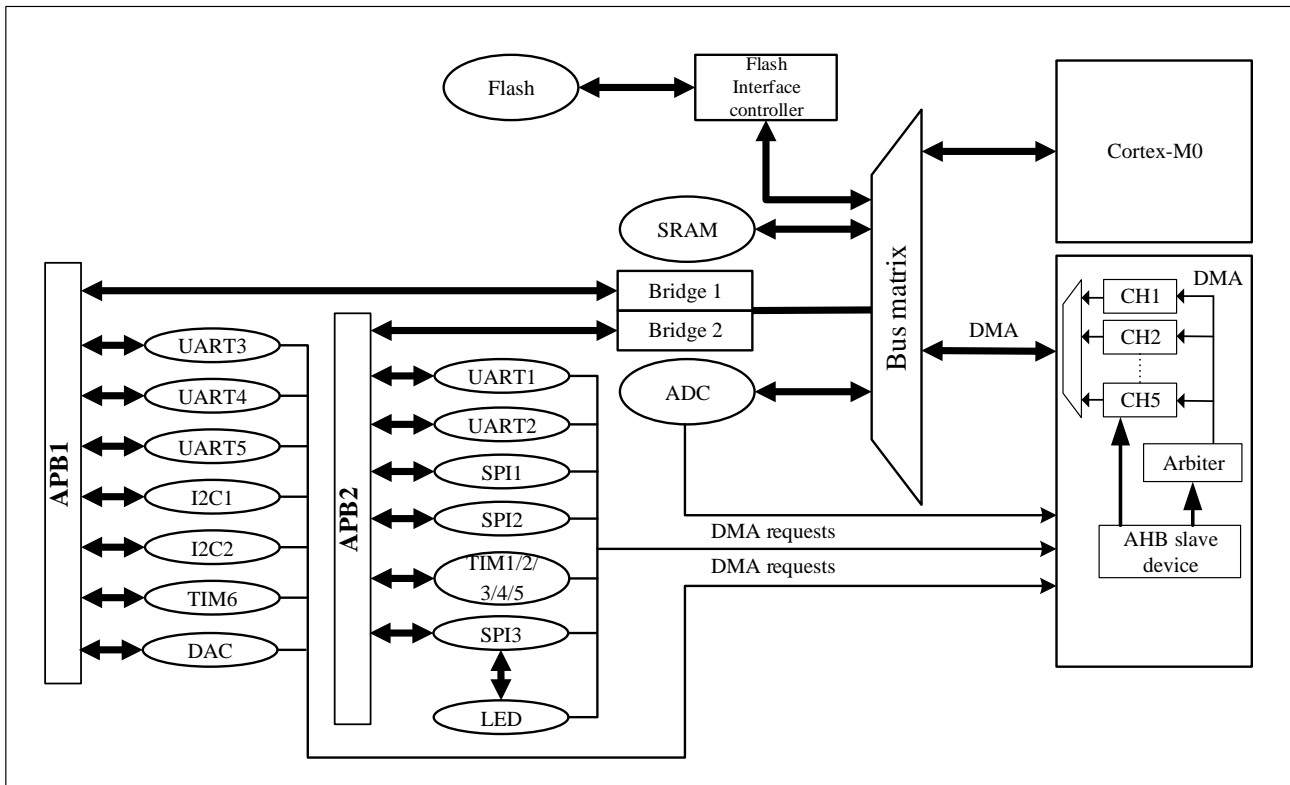 Flash
Flash
Interface
controller
Cortex-M0
SRAM
Bus matrix
Bridge 1
Bridge 2
ADC
DMA
DMA
CH1
CH2
CH5
Arbiter
AHB slave
device
APB1
UART3
UART4
UART5
I2C1
I2C2
TIM6
DAC
APB2
UART1
UART2
SPI1
SPI2
TIM1/2/
3/4/5
SPI3
LED
DMA requests
DMA requests